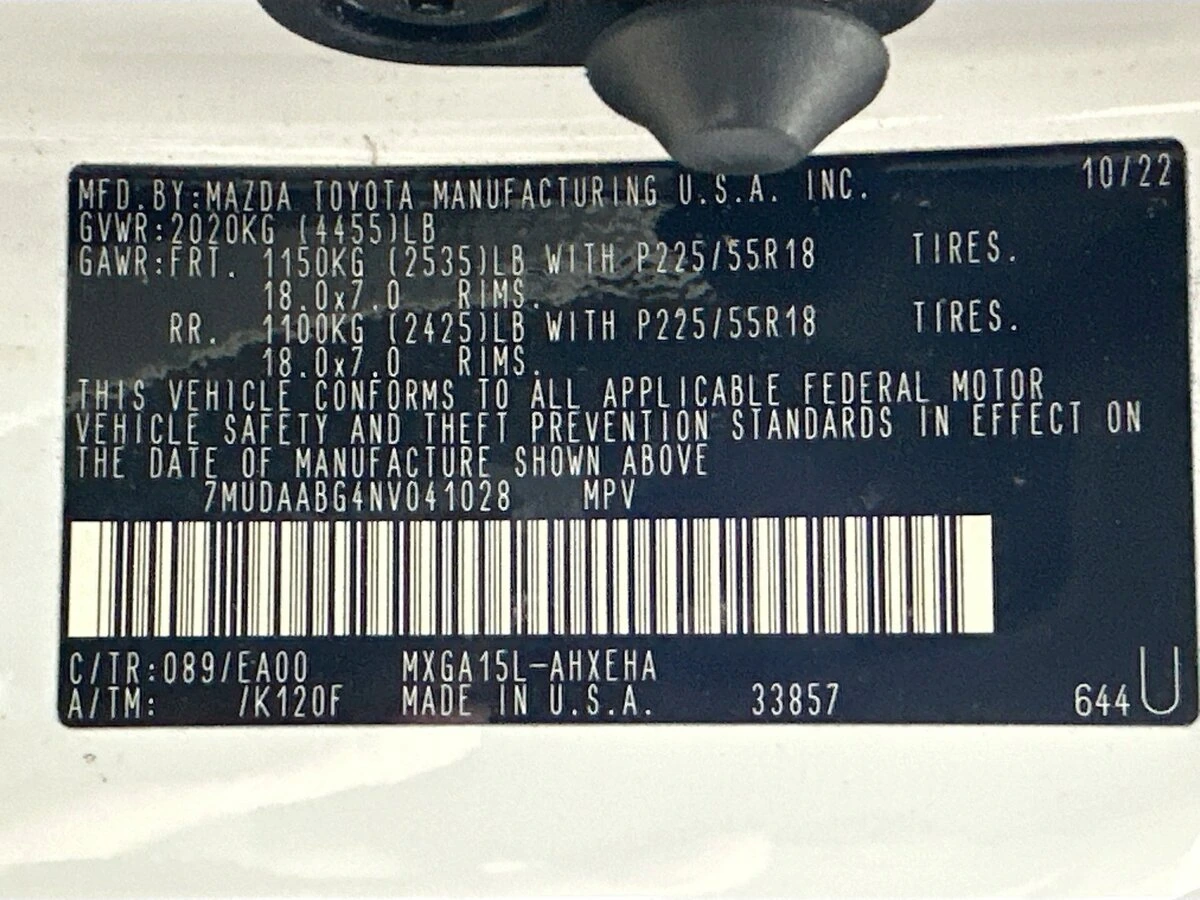 MFD.BY:MAZDA TOYOTA MANUFACTURING U.S.A. INC. 10/22
GVWR:2020KG (4455)LB
GAWR:FRT. 1150KG (2535)LB WITH P225/55R18 TIRES.
18.0x7.0 RIMS.
RR. 1100KG (2425)LB WITH P225/55R18 TIRES.
18.0x7.0 RIMS.
THIS VEHICLE CONFORMS TO ALL APPLICABLE FEDERAL MOTOR
VEHICLE SAFETY AND THEFT PREVENTION STANDARDS IN EFFECT ON
THE DATE OF MANUFACTURE SHOWN ABOVE
7MUDAABG4NV041028 MPV
C/TR:089/EA00 MXGA15L-AHXEHA
A/TM: /K120F MADE IN U.S.A. 33857 644 U